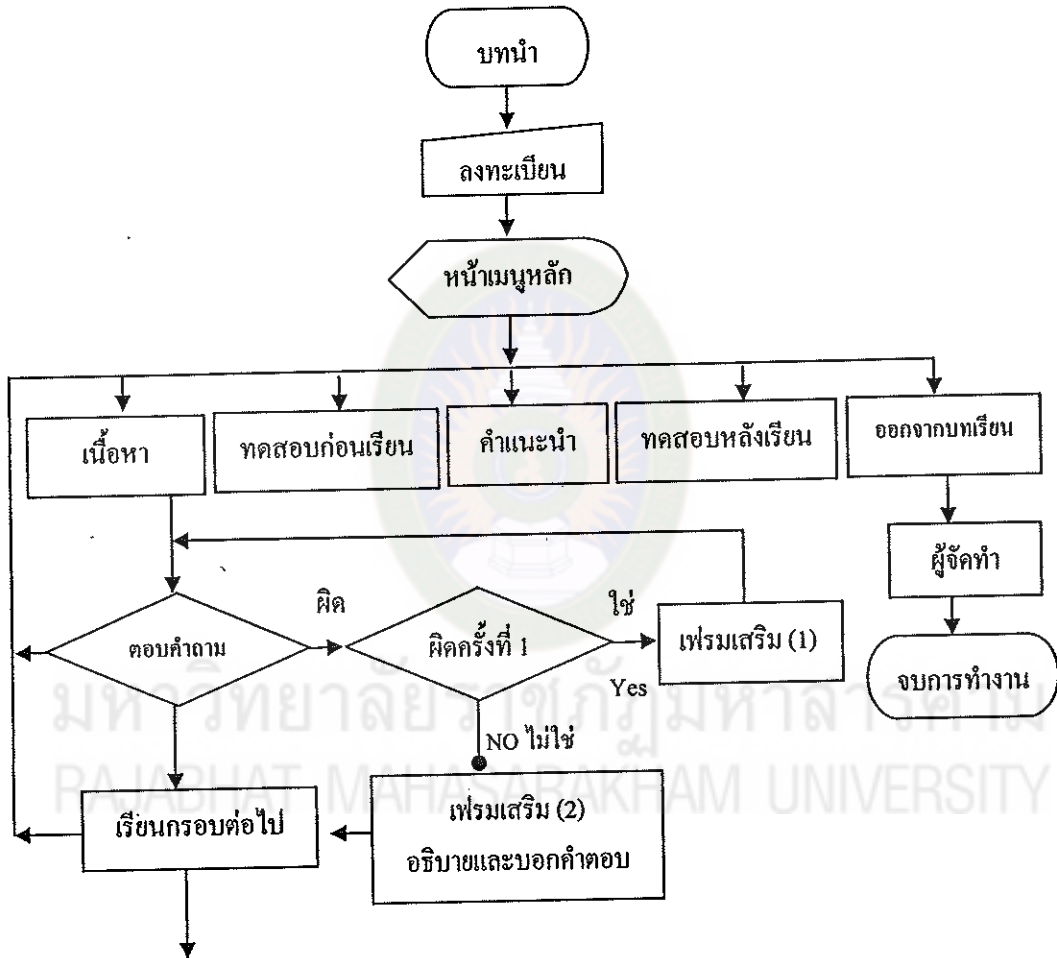 บทนำ
ลงทะเบียน
หน้าเมนูหลัก
เนื้อหา
ทดสอบก่อนเรียน
คำแนะนำ
ทดสอบหลังเรียน
ออกจากบทเรียน
ผู้จัดทำ
ตอบคำถาม
ผิด
ผิดครั้งที่ 1
ใช่
Yes
เฟรมเสริม (1)
จบการทำงาน
NO ไม่ใช่
เรียนกรอบต่อไป
เฟรมเสริม (2)
อธิบายและบอกคำตอบ
มหาวิทยาลัยราชภัฏมหาสารคาม
RAJABHAT MAHASARAKHAM UNIVERSITY